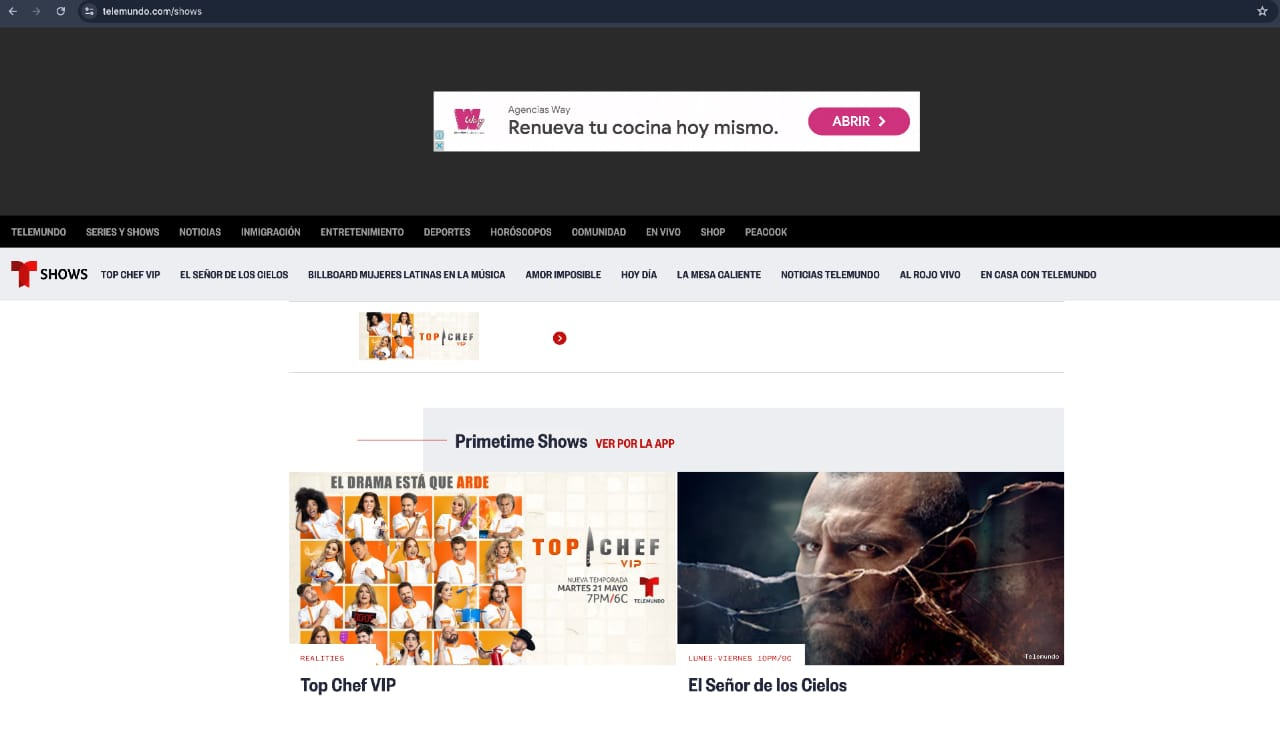 telemundo.com/shows
Agencias Way
Way
Renueva tu cocina hoy mismo.
ABRIR
TELEMUNDO SERIES Y SHOWS NOTICIAS INMIGRACIÓN ENTRETENIMIENTO DEPORTES HORÓSCOPOS COMUNIDAD EN VIVO SHOP PEACOCK
SHOWS TOP CHEF VIP EL SEÑOR DE LOS CIELOS BILLBOARD MUJERES LATINAS EN LA MÚSICA AMOR IMPOSIBLE HOY DÍA LA MESA CALIENTE NOTICIAS TELEMUNDO AL ROJO VIVO EN CASA CON TELEMUNDO
TOP CHEF
VIP
Primetime Shows VER POR LA APP
EL DRAMA ESTÁ QUE ARDE
TOP CHEF
VIP
NUEVA TEMPORADA
MARTES 21 MAYO
7PM/6C
TELEMUNDO
Telemundo
REALITIES
Top Chef VIP
LUNES-VIERNES 10PM/9C
El Señor de los Cielos